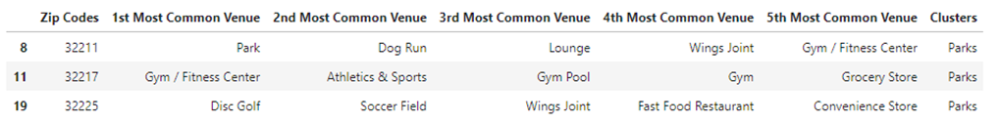 Zip Codes 1st Most Common Venue 2nd Most Common Venue 3rd Most Common Venue 4th Most Common Venue 5th Most Common Venue Clusters
8 32211 Park Dog Run Lounge Wings Joint Gym / Fitness Center Parks
11 32217 Gym / Fitness Center Athletics & Sports Gym Pool Gym Grocery Store Parks
19 32225 Disc Golf Soccer Field Wings Joint Fast Food Restaurant Convenience Store Parks